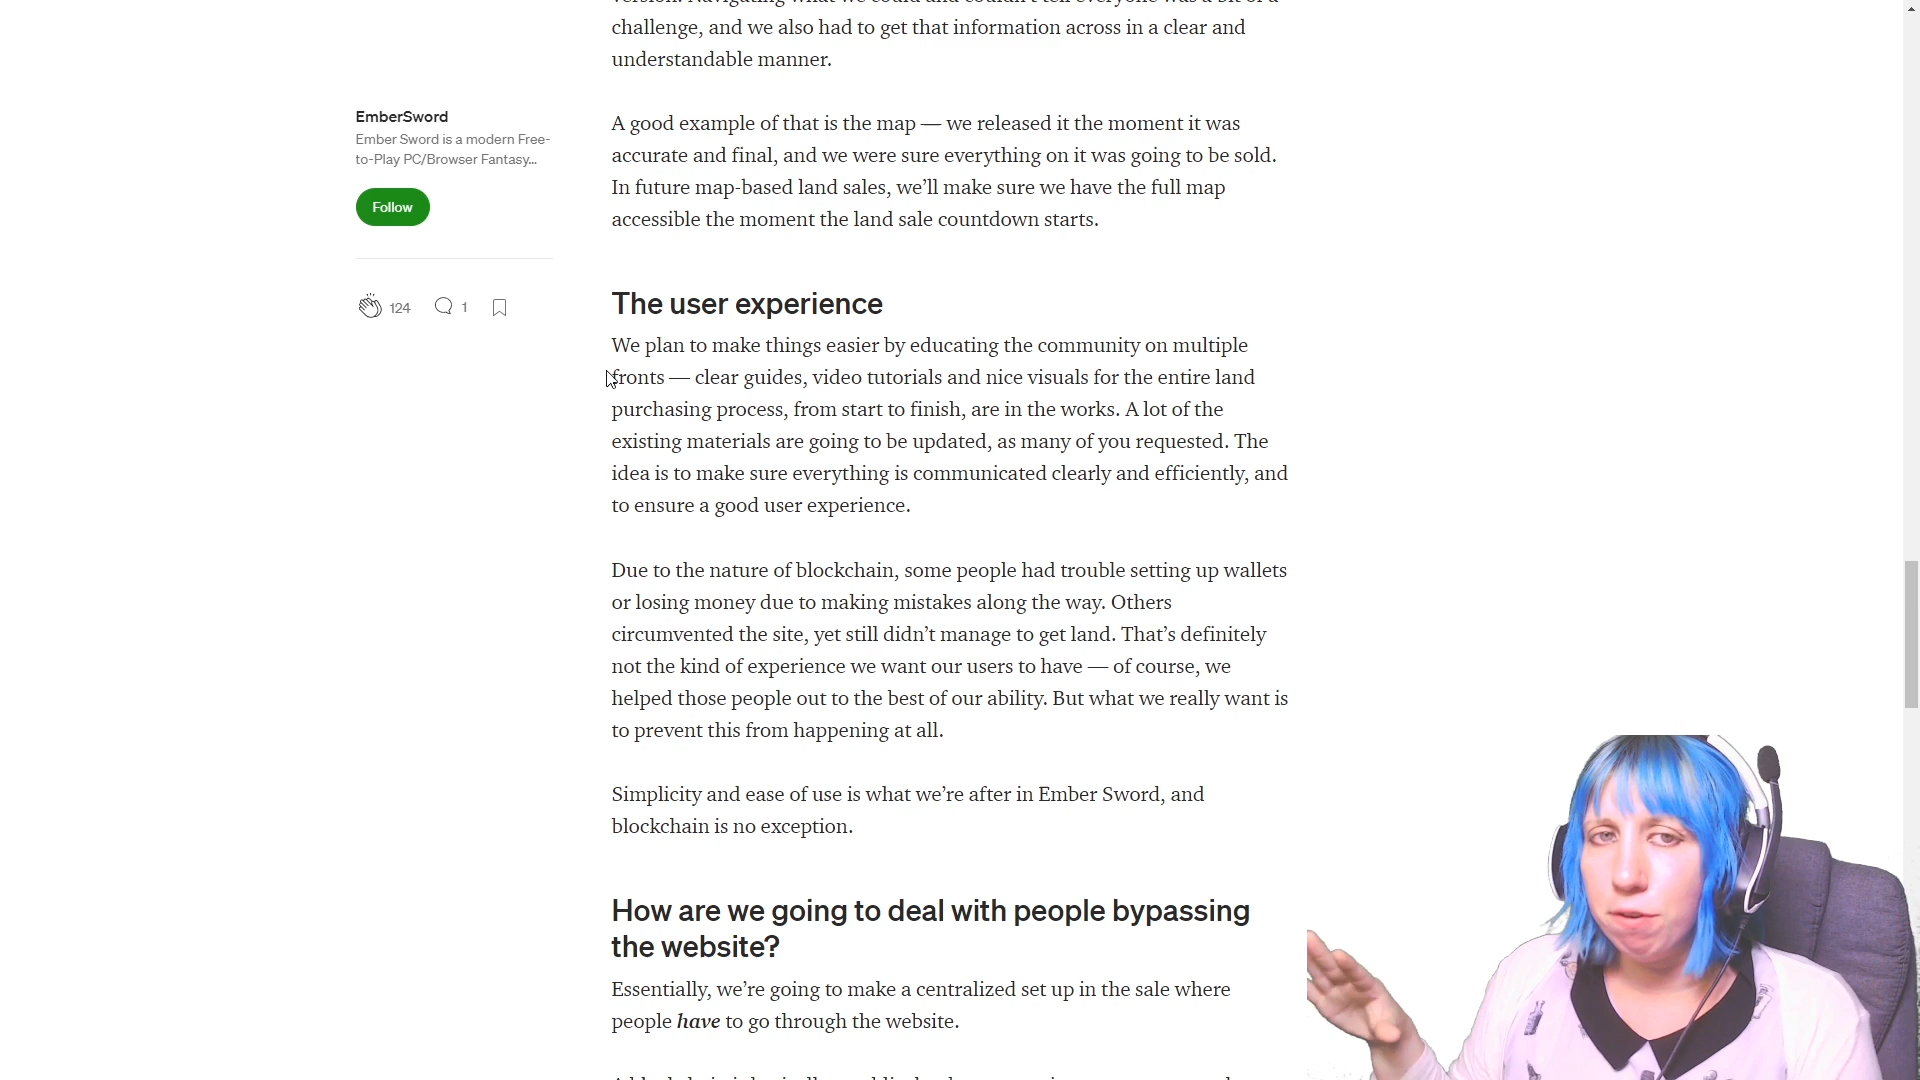 challenge, and we also had to get that information across in a clear and
understandable manner.
EmberSword
Ember Sword is a modern Free-
to-Play PC/Browser Fantasy...
Follow
124
1
A good example of that is the map — we released it the moment it was
accurate and final, and we were sure everything on it was going to be sold.
In future map-based land sales, we’ll make sure we have the full map
accessible the moment the land sale countdown starts.
The user experience
We plan to make things easier by educating the community on multiple
fronts — clear guides, video tutorials and nice visuals for the entire land
purchasing process, from start to finish, are in the works. A lot of the
existing materials are going to be updated, as many of you requested. The
idea is to make sure everything is communicated clearly and efficiently, and
to ensure a good user experience.
Due to the nature of blockchain, some people had trouble setting up wallets
or losing money due to making mistakes along the way. Others
circumvented the site, yet still didn’t manage to get land. That’s definitely
not the kind of experience we want our users to have — of course, we
helped those people out to the best of our ability. But what we really want is
to prevent this from happening at all.
Simplicity and ease of use is what we’re after in Ember Sword, and
blockchain is no exception.
How are we going to deal with people bypassing
the website?
Essentially, we’re going to make a centralized set up in the sale where
people have to go through the website.